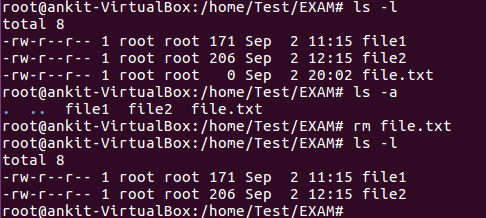 root@ankit-VirtualBox:/home/Test/EXAM# ls -l
total 8
-rw-r--r-- 1 root root 171 Sep  2 11:15 file1
-rw-r--r-- 1 root root 206 Sep  2 12:15 file2
-rw-r--r-- 1 root root   0 Sep  2 20:02 file.txt
root@ankit-VirtualBox:/home/Test/EXAM# ls -a
.  ..  file1  file2  file.txt
root@ankit-VirtualBox:/home/Test/EXAM# rm file.txt
root@ankit-VirtualBox:/home/Test/EXAM# ls -l
total 8
-rw-r--r-- 1 root root 171 Sep  2 11:15 file1
-rw-r--r-- 1 root root 206 Sep  2 12:15 file2
root@ankit-VirtualBox:/home/Test/EXAM#